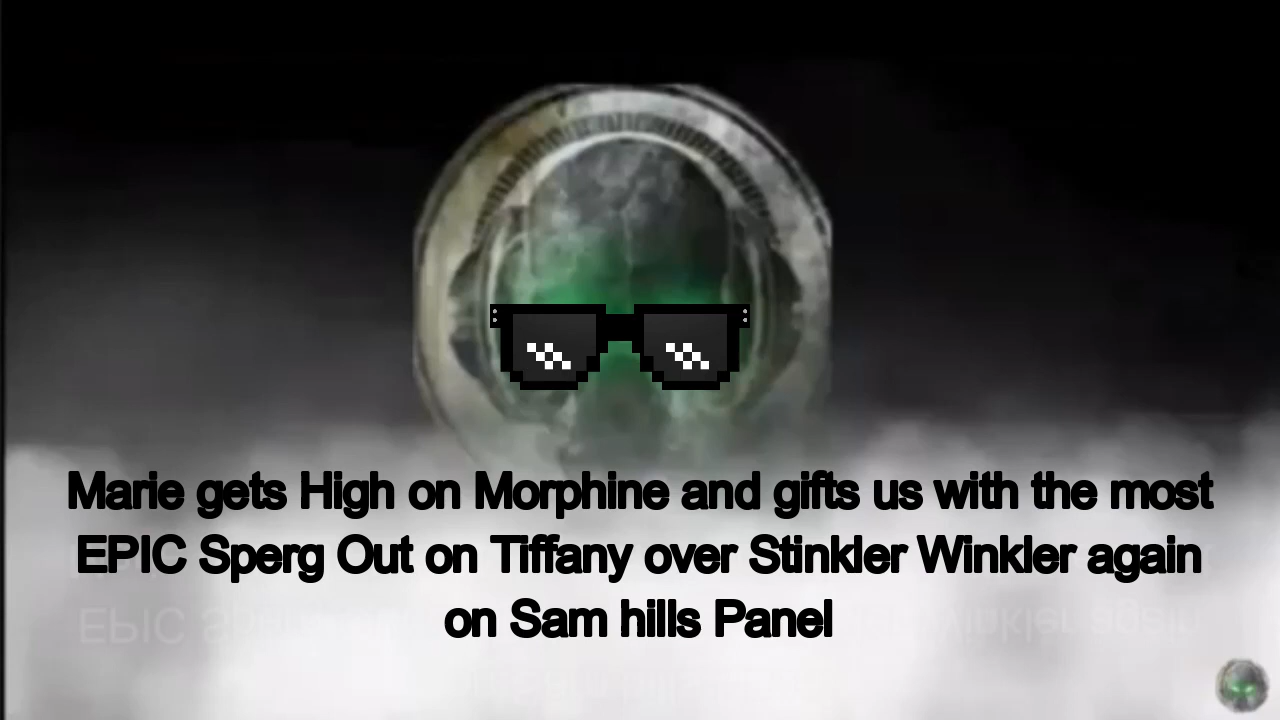 Marie gets High on Morphine and gifts us with the most
EPIC Sperg Out on Tiffany over Stinkler Winkler again
on Sam hills Panel